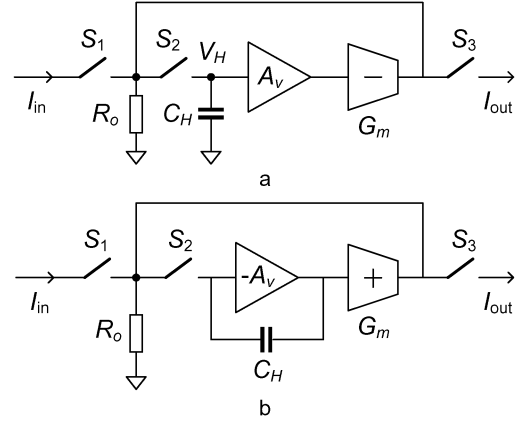 S1 S2 VH S3
Av −
Iin Ro CH Gm Iout
a
S1 S2 S3
-Av +
Iin Ro Gm Iout
CH
b